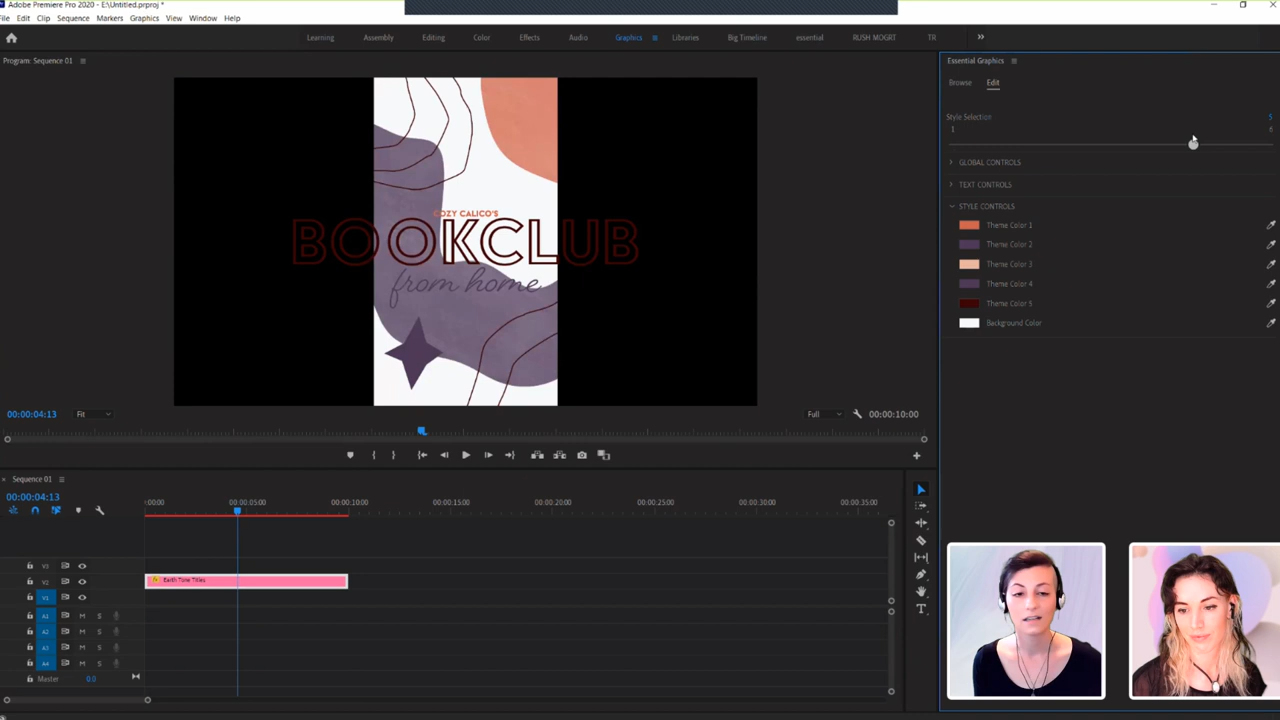 Adobe Premiere Pro 2020 - E:\Untitled.prproj *
File Edit Clip Sequence Markers Graphics View Window Help
Learning Assembly Editing Color Effects Audio Graphics Libraries Big Timeline essential RUSH MOGRT TR
Program: Sequence 01
Essential Graphics
Browse Edit
Style Selection 5
1 6
GLOBAL CONTROLS
TEXT CONTROLS
STYLE CONTROLS
Theme Color 1
Theme Color 2
Theme Color 3
Theme Color 4
Theme Color 5
Background Color
COZY CALICO'S
BOOKCLUB
from home
00:00:04:13 Fit Full 00:00:10:00
Sequence 01
00:00:04:13
:00:00 00:00:05:00 00:00:10:00 00:00:15:00 00:00:20:00 00:00:25:00 00:00:30:00 00:00:35:00
V3
V2 fx Earth Tone Titles
V1
A1 M S
A2 M S
A3 M S
A4 M S
Master 0.0